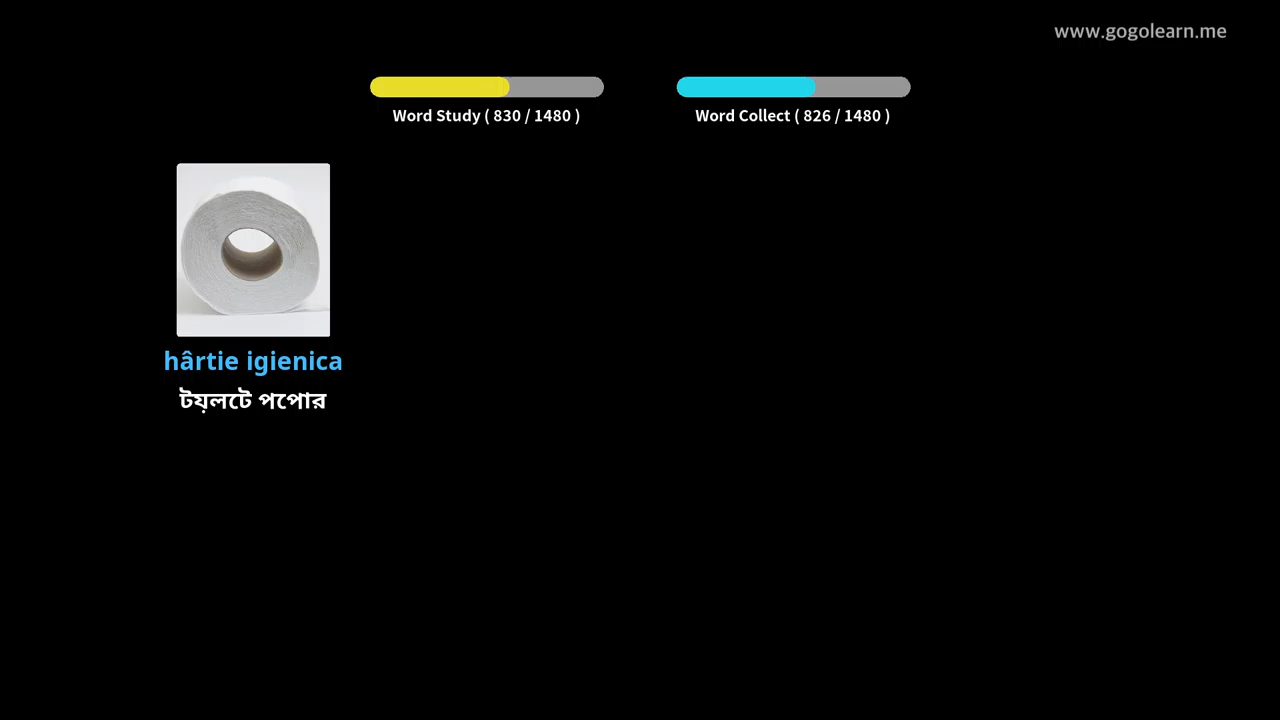 www.gogolearn.me
Word Study ( 830 / 1480 )
Word Collect ( 826 / 1480 )
hârtie igienica
টয়লটে পপোর